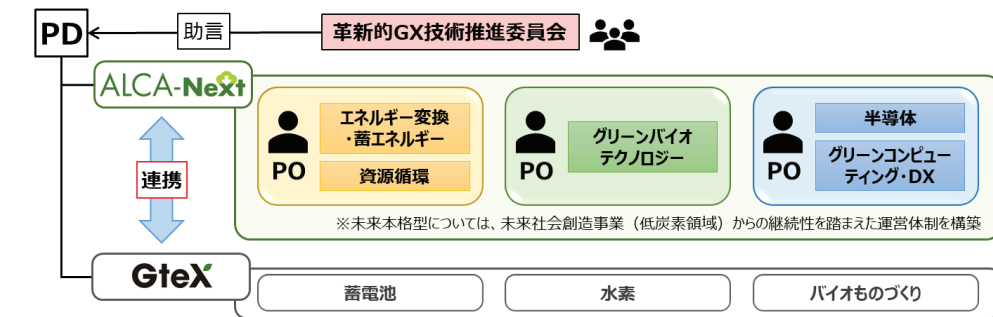 PD
助言
革新的GX技術推進委員会
ALCA-Next
連携
PO
エネルギー変換
・蓄エネルギー
資源循環
PO
グリーンバイオ
テクノロジー
PO
半導体
グリーンコンピュー
ティング・DX
※未来本格型については、未来社会創造事業（低炭素領域）からの継続性を踏まえた運営体制を構築
GteX
蓄電池
水素
バイオものづくり